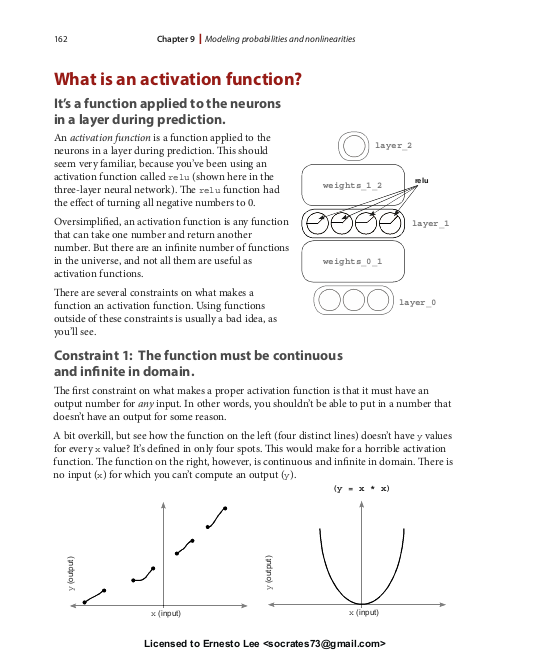 162
Chapter 9 | Modeling probabilities and nonlinearities
What is an activation function?
It's a function applied to the neurons
in a layer during prediction.
An activation function is a function applied to the
neurons in a layer during prediction. This should
seem very familiar, because you've been using an
activation function called relu (shown here in the
three-layer neural network). The relu function had
the effect of turning all negative numbers to 0.
Oversimplified, an activation function is any function
that can take one number and return another
number. But there are an infinite number of functions
in the universe, and not all them are useful as
activation functions.
There are several constraints on what makes a
function an activation function. Using functions
outside of these constraints is usually a bad idea, as
you'll see.
layer_2
weights_1_2
relu
layer_1
weights_0_1
layer_0
Constraint 1: The function must be continuous
and infinite in domain.
The first constraint on what makes a proper activation function is that it must have an
output number for any input. In other words, you shouldn't be able to put in a number that
doesn't have an output for some reason.
A bit overkill, but see how the function on the left (four distinct lines) doesn't have y values
for every x value? It's defined in only four spots. This would make for a horrible activation
function. The function on the right, however, is continuous and infinite in domain. There is
no input (x) for which you can't compute an output (y).
(y = x * x)
y (output)
x (input)
y (output)
x (input)
Licensed to Ernesto Lee <socrates73@gmail.com>